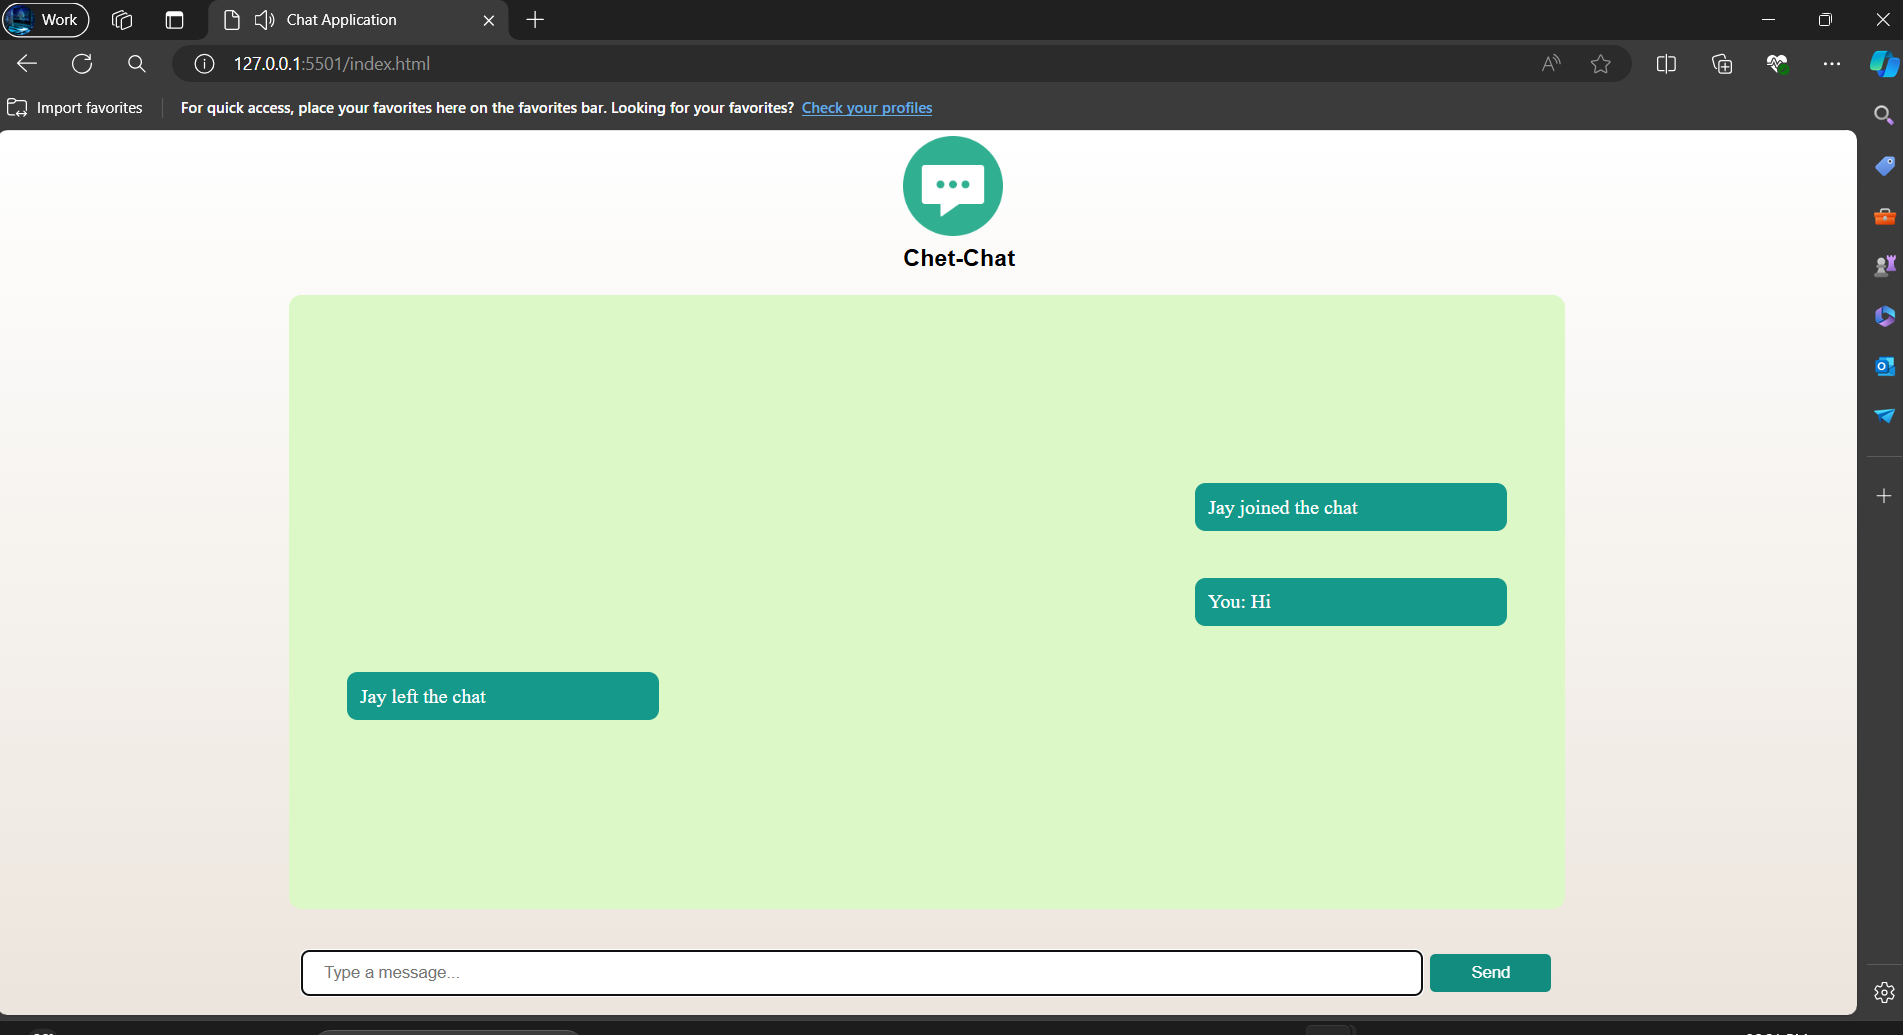 Work
Chat Application
127.0.0.1:5501/index.html
Import favorites
For quick access, place your favorites here on the favorites bar. Looking for your favorites? Check your profiles
Chet-Chat
Jay joined the chat
You: Hi
Jay left the chat
Type a message...
Send